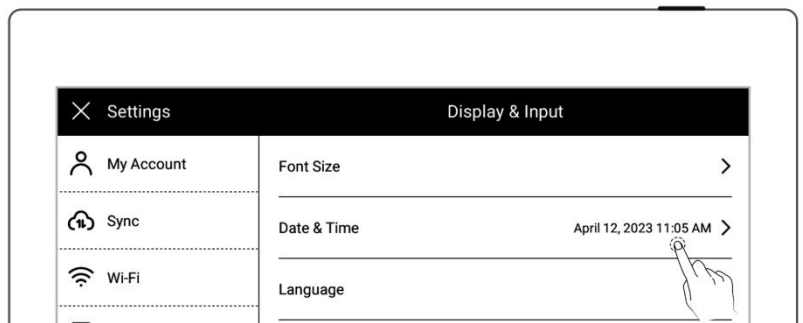 Settings
Display & Input
My Account
Font Size
Sync
Date & Time
April 12, 2023 11:05 AM
Wi-Fi
Language